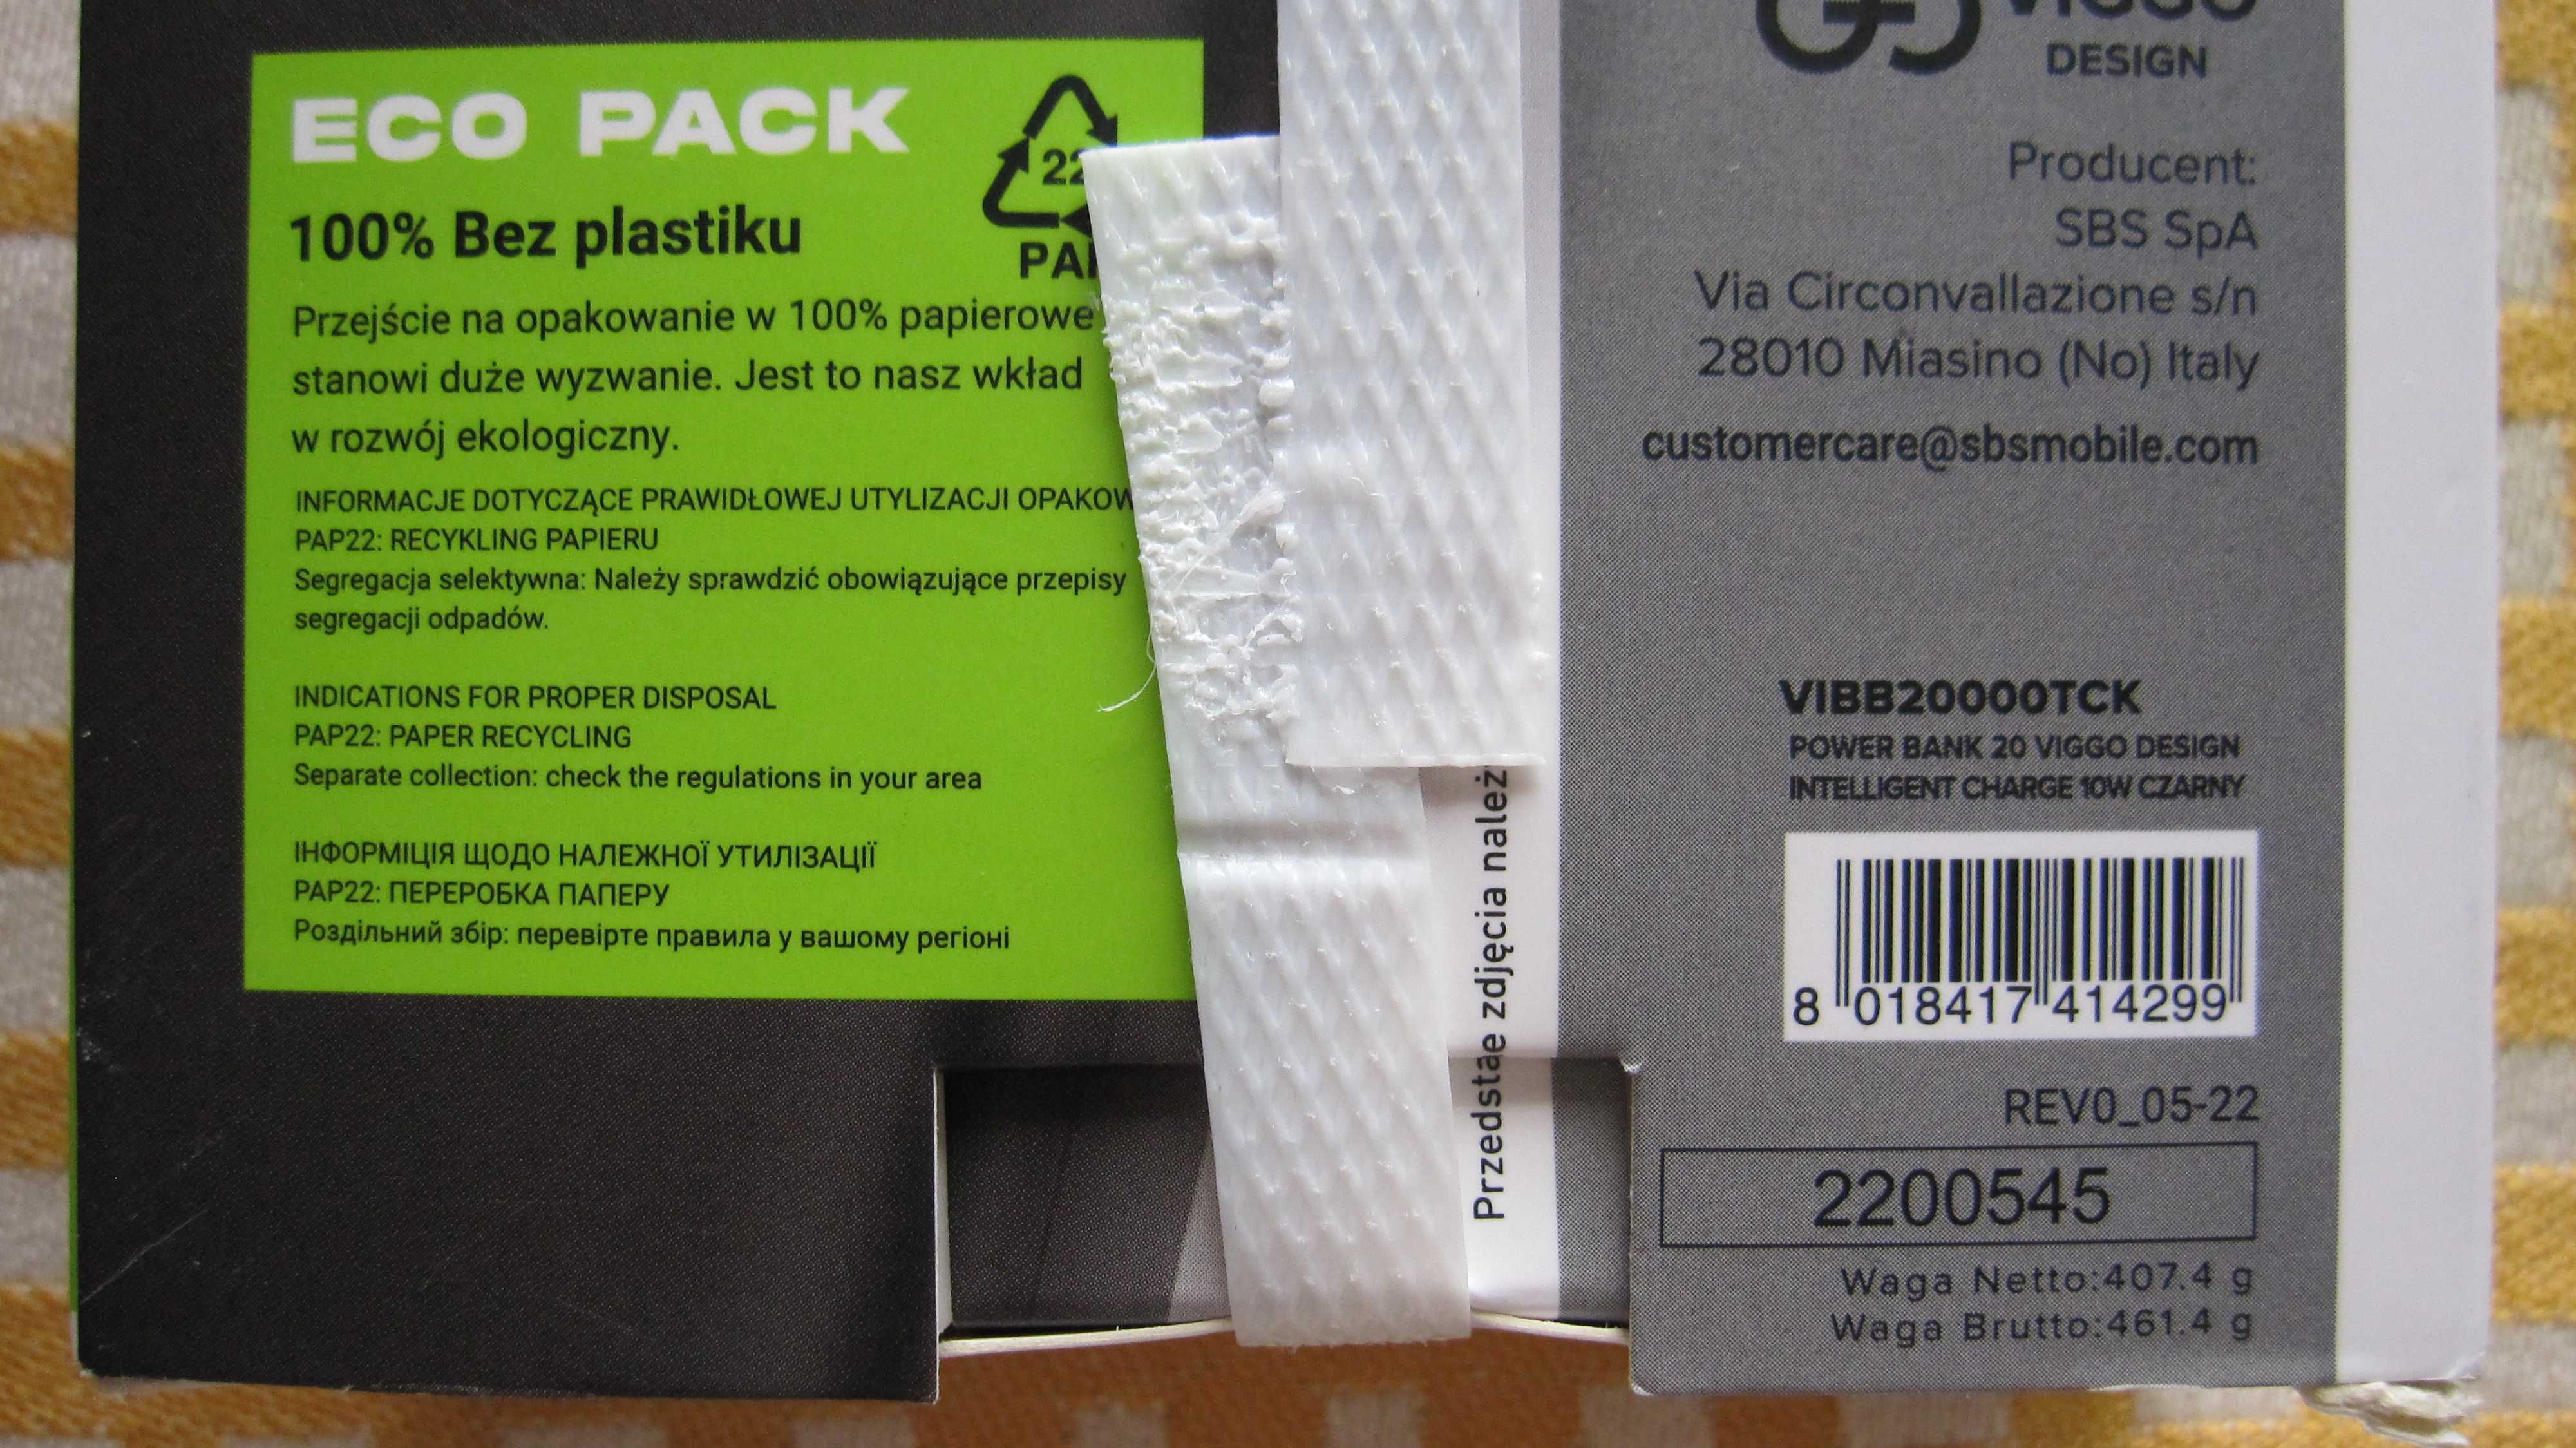 ECO PACK
22
100% Bez plastiku
Przejście na opakowanie w 100% papierowe
stanowi duże wyzwanie. Jest to nasz wkład
w rozwój ekologiczny.
INFORMACJE DOTYCZĄCE PRAWIDŁOWEJ UTYLIZACJI
PAP22: RECYKLING PAPIERU
Segregacja selektywna: Należy sprawdzić obowiązujące przepisy
segregacji odpadów.
INDICATIONS FOR PROPER DISPOSAL
PAP22: PAPER RECYCLING
Separate collection: check the regulations in your area
ІНФОРМІЦІЯ ЩОДО НАЛЕЖНОЇ УТИЛІЗАЦІЇ
PAP22: ПЕРЕРОБКА ПАПЕРУ
Роздільний збір: перевірте правила у вашому регіоні
zdjęcia
VIGGO
DESIGN
Producent:
SBS SpA
Via Circonvallazione s/n
28010 Miasino (No) Italy
customercare@sbsmobile.com
VIBB20000TCK
POWER BANK 20 VIGGO DESIGN
INTELLIGENT CHARGE 10W CZARNY
8 018417 414299
REV0_05-22
2200545
Waga Netto:407.4 g
Waga Brutto:461.4 g